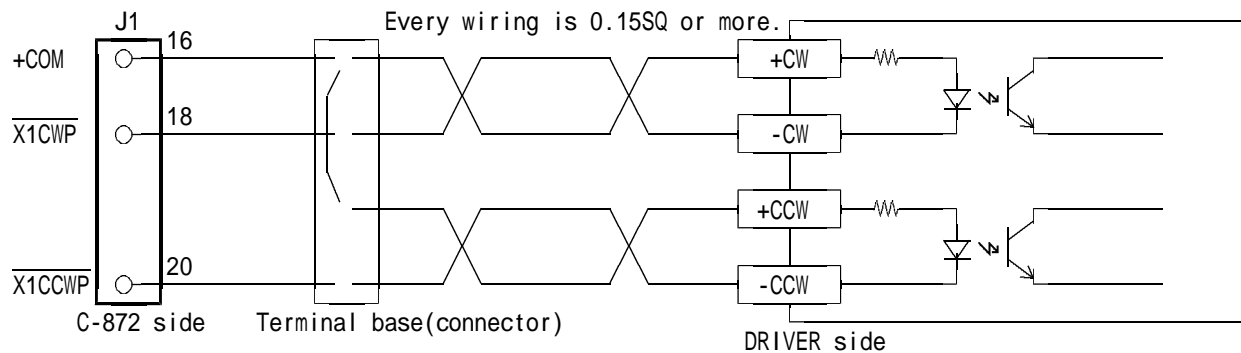 J1
Every wiring is 0.15SQ or more.
+COM
16
+CW
X1CWP
18
-CW
+CCW
X1CCWP
20
-CCW
C-872 side
Terminal base(connector)
DRIVER side